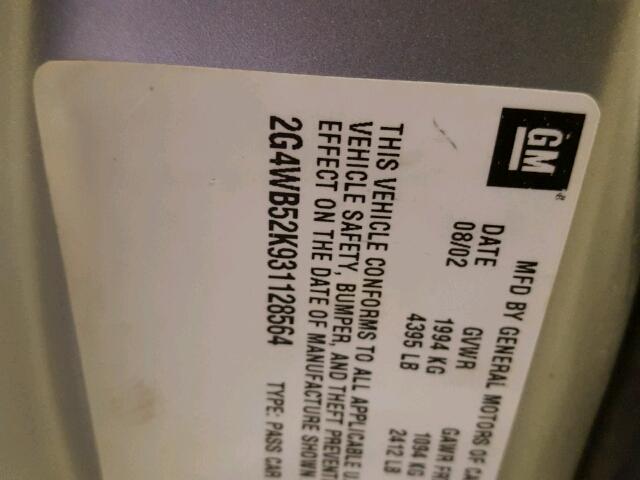 GM®
MFD BY GENERAL MOTORS OF CA
DATE GVWR GAWR FR
08/02 1994 KG 1094 KG
4395 LB 2412 LB
THIS VEHICLE CONFORMS TO ALL APPLICABLE U.
VEHICLE SAFETY, BUMPER, AND THEFT PREVENT
EFFECT ON THE DATE OF MANUFACTURE SHOWN
2G4WB52K931128564 TYPE: PASS CAR